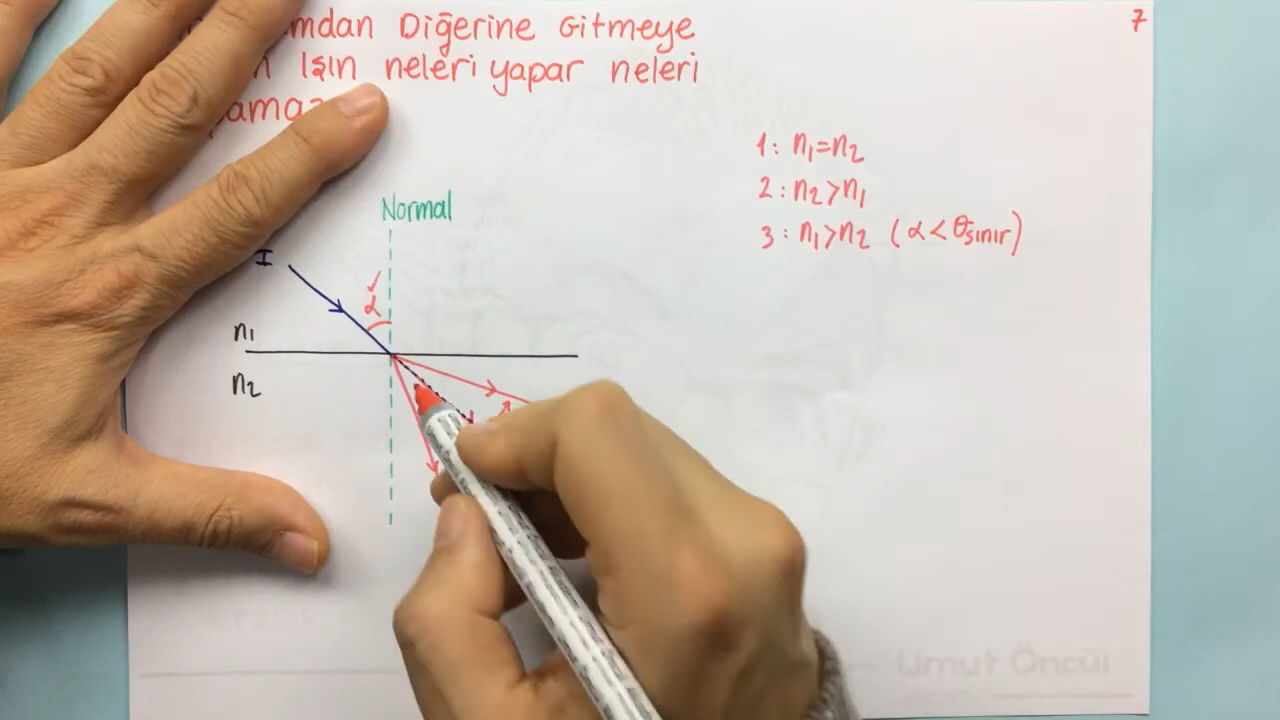 mdan Diğerine Gitmeye
Işın neleri yapar neleri
1: n₁=n₂
2: n₂>n₁
3: n₁>n₂ (α<θsınır)
Normal
I
α
n₁
n₂
7
Umut Öncül